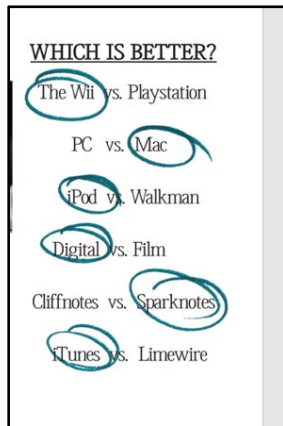 WHICH IS BETTER?
The Wii vs. Playstation
PC vs. Mac
iPod vs. Walkman
Digital vs. Film
Cliffnotes vs. Sparknotes
iTunes vs. Limewire